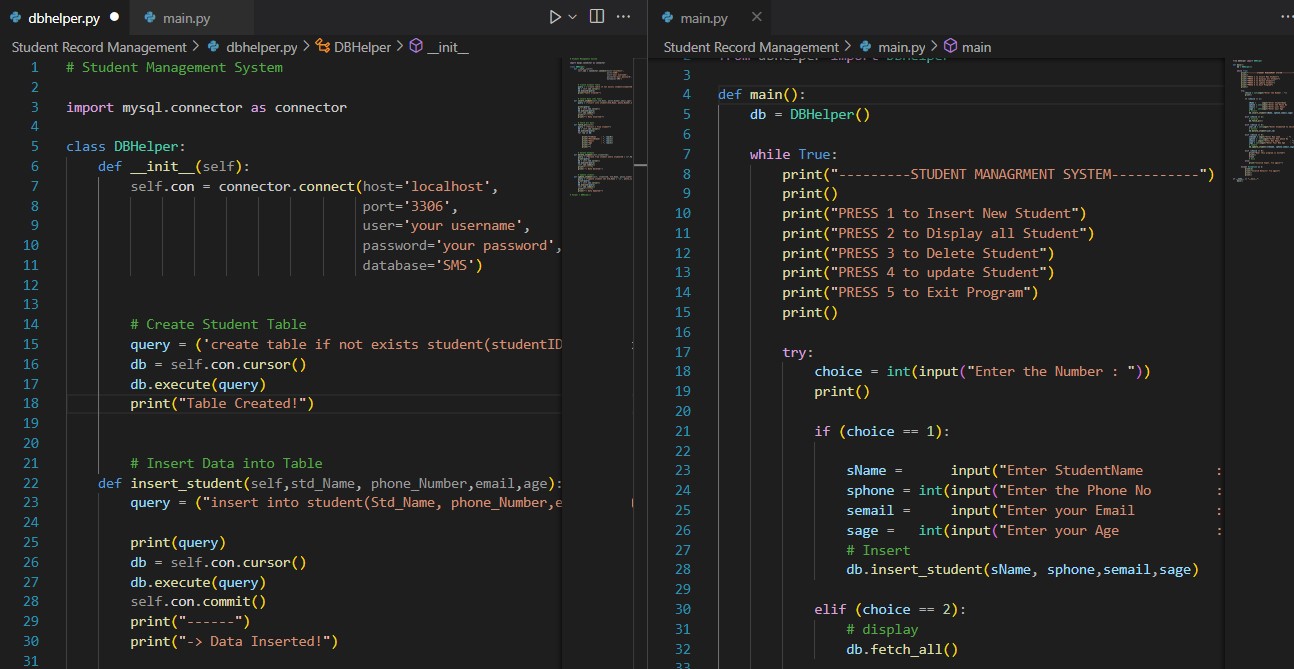 dbhelper.py
main.py
Student Record Management > dbhelper.py > DBHelper > __init__
1 # Student Management System
2
3 import mysql.connector as connector
4
5 class DBHelper:
6 def __init__(self):
7 self.con = connector.connect(host='localhost',
8 port='3306',
9 user='your username',
10 password='your password',
11 database='SMS')
12
13
14 # Create Student Table
15 query = ('create table if not exists student(studentID
16 db = self.con.cursor()
17 db.execute(query)
18 print("Table Created!")
19
20
21 # Insert Data into Table
22 def insert_student(self,std_Name, phone_Number,email,age):
23 query = ("insert into student(Std_Name, phone_Number,e
24
25 print(query)
26 db = self.con.cursor()
27 db.execute(query)
28 self.con.commit()
29 print("------")
30 print("-> Data Inserted!")
31
main.py
Student Record Management > main.py > main
2 from dbhelper import DBHelper
3
4 def main():
5 db = DBHelper()
6
7 while True:
8 print("---------STUDENT MANAGRMENT SYSTEM-----------")
9 print()
10 print("PRESS 1 to Insert New Student")
11 print("PRESS 2 to Display all Student")
12 print("PRESS 3 to Delete Student")
13 print("PRESS 4 to update Student")
14 print("PRESS 5 to Exit Program")
15 print()
16
17 try:
18 choice = int(input("Enter the Number : "))
19 print()
20
21 if (choice == 1):
22
23 sName = input("Enter StudentName :
24 sphone = int(input("Enter the Phone No :
25 semail = input("Enter your Email :
26 sage = int(input("Enter your Age :
27 # Insert
28 db.insert_student(sName, sphone,semail,sage)
29
30 elif (choice == 2):
31 # display
32 db.fetch_all()
33